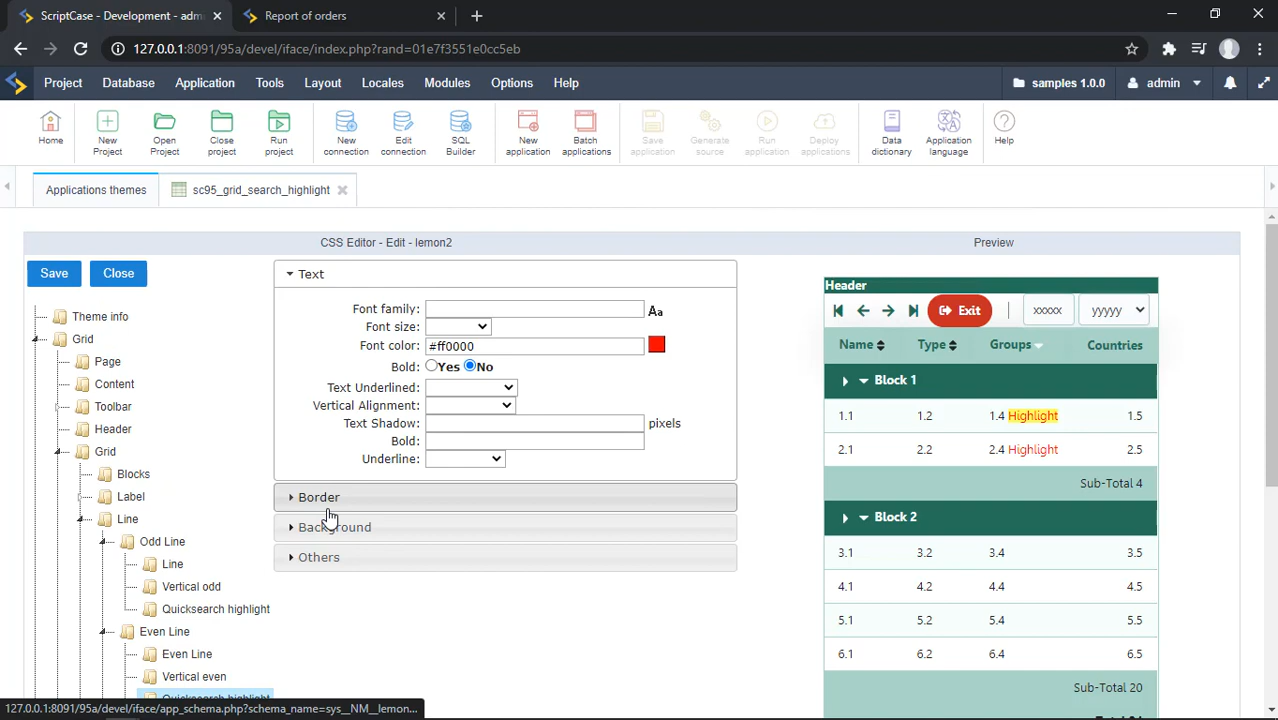 ScriptCase - Development - adm
Report of orders
127.0.0.1:8091/95a/devel/iface/index.php?rand=01e7f3551e0cc5eb
Project Database Application Tools Layout Locales Modules Options Help samples 1.0.0 admin
Home
New Project
Open Project
Close project
Run project
New connection
Edit connection
SQL Builder
New application
Batch applications
Save application
Generate source
Run application
Deploy applications
Data dictionary
Application language
Help
Applications themes
sc95_grid_search_highlight
CSS Editor - Edit - lemon2
Preview
Save Close
Theme info
Grid
Page
Content
Toolbar
Header
Grid
Blocks
Label
Line
Odd Line
Line
Vertical odd
Quicksearch highlight
Even Line
Even Line
Vertical even
Quicksearch highlight
Text
Font family: Aa
Font size:
Font color: #ff0000
Bold: Yes No
Text Underlined:
Vertical Alignment:
Text Shadow: pixels
Bold:
Underline:
Border
Background
Others
Header
Exit xxxxx yyyyy
Name Type Groups Countries
Block 1
1.1 1.2 1.4 Highlight 1.5
2.1 2.2 2.4 Highlight 2.5
Sub-Total 4
Block 2
3.1 3.2 3.4 3.5
4.1 4.2 4.4 4.5
5.1 5.2 5.4 5.5
6.1 6.2 6.4 6.5
Sub-Total 20
127.0.0.1:8091/95a/devel/iface/app_schema.php?schema_name=sys__NM__lemon...